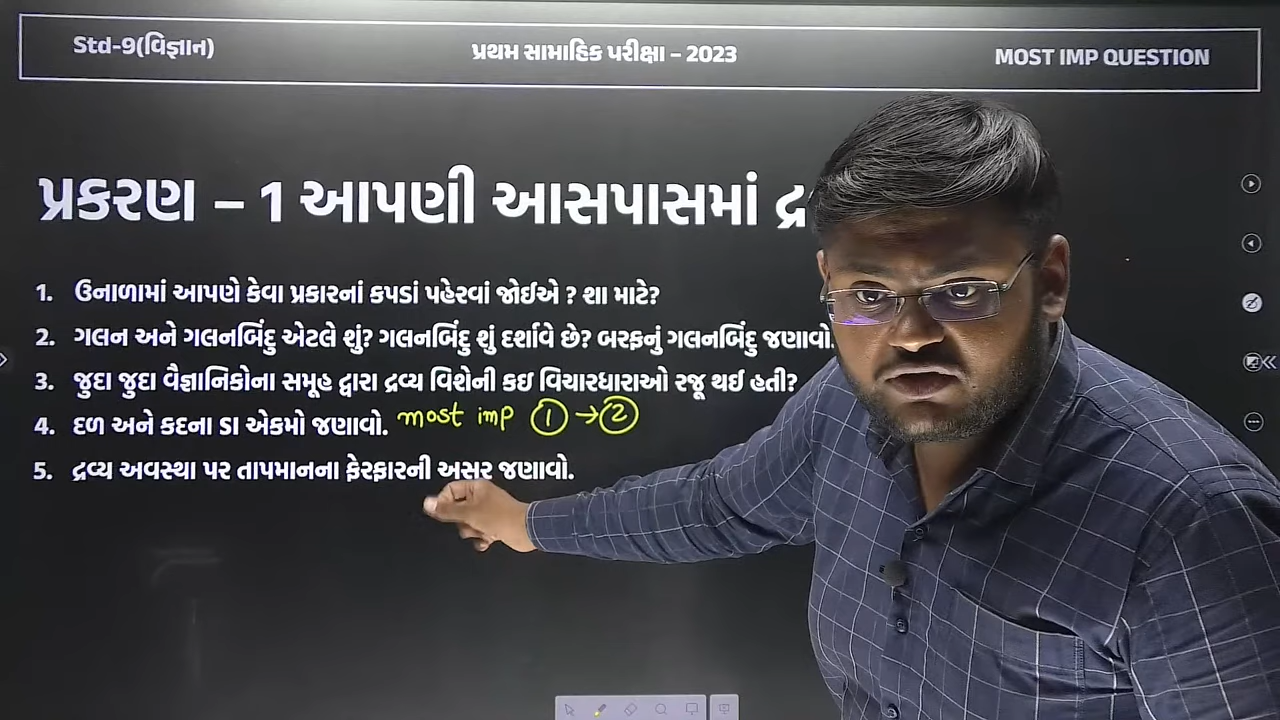 Std-9(વિજ્ઞાન) પ્રથમ સામાહિક પરીક્ષા – 2023 MOST IMP QUESTION
પ્રકરણ – 1 આપણી આસપાસમાં
1. ઉનાળામાં આપણે કેવા પ્રકારનાં કપડાં પહેરવાં જોઈએ ? શા માટે?
2. ગલન અને ગલનબિંદુ એટલે શું? ગલનબિંદુ શું દર્શાવે છે? બરફનું ગલનબિંદુ જણાવો.
3. જુદા જુદા વૈજ્ઞાનિકોના સમૂહ દ્વારા દ્રવ્ય વિશેની કઇ વિચારધારાઓ રજૂ થઇ હતી?
4. દળ અને કદના SI એકમો જણાવો. most imp 1 → 2
5. દ્રવ્ય અવસ્થા પર તાપમાનના ફેરફારની અસર જણાવો.